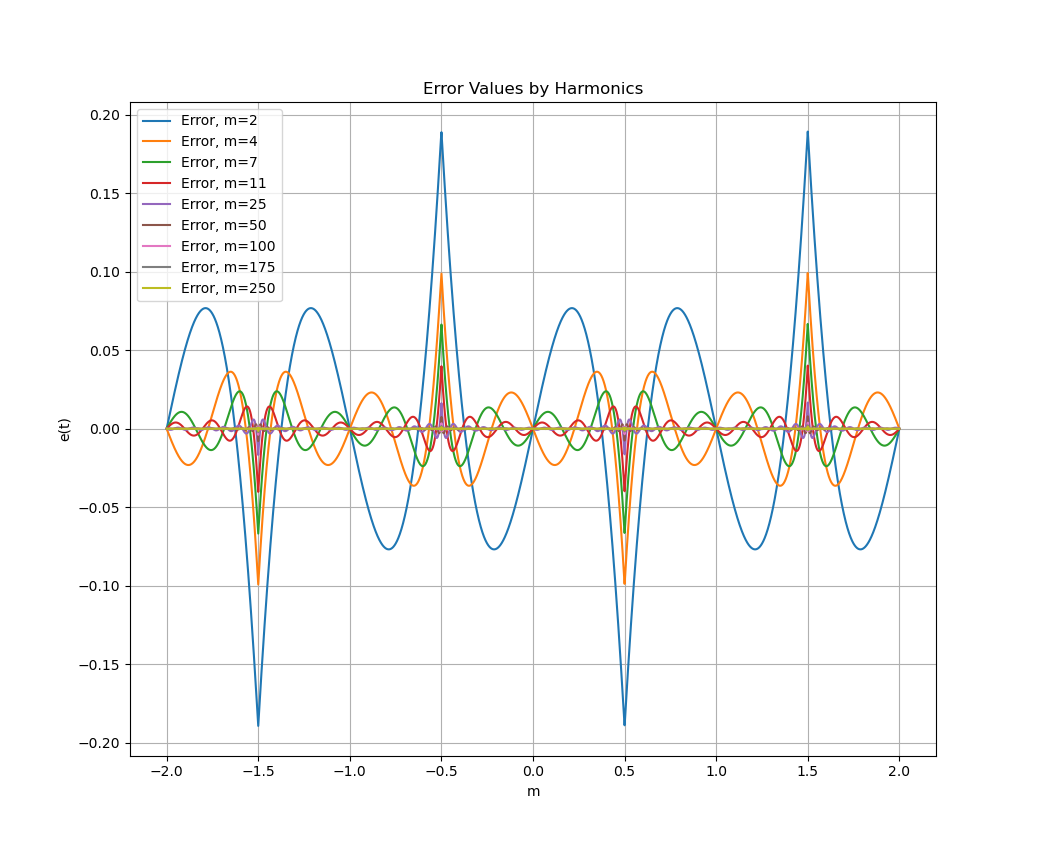 Error Values by Harmonics
0.20
0.15
0.10
0.05
0.00
−0.05
−0.10
−0.15
−0.20
e(t)
Error, m=2
Error, m=4
Error, m=7
Error, m=11
Error, m=25
Error, m=50
Error, m=100
Error, m=175
Error, m=250
−2.0 −1.5 −1.0 −0.5 0.0 0.5 1.0 1.5 2.0
m